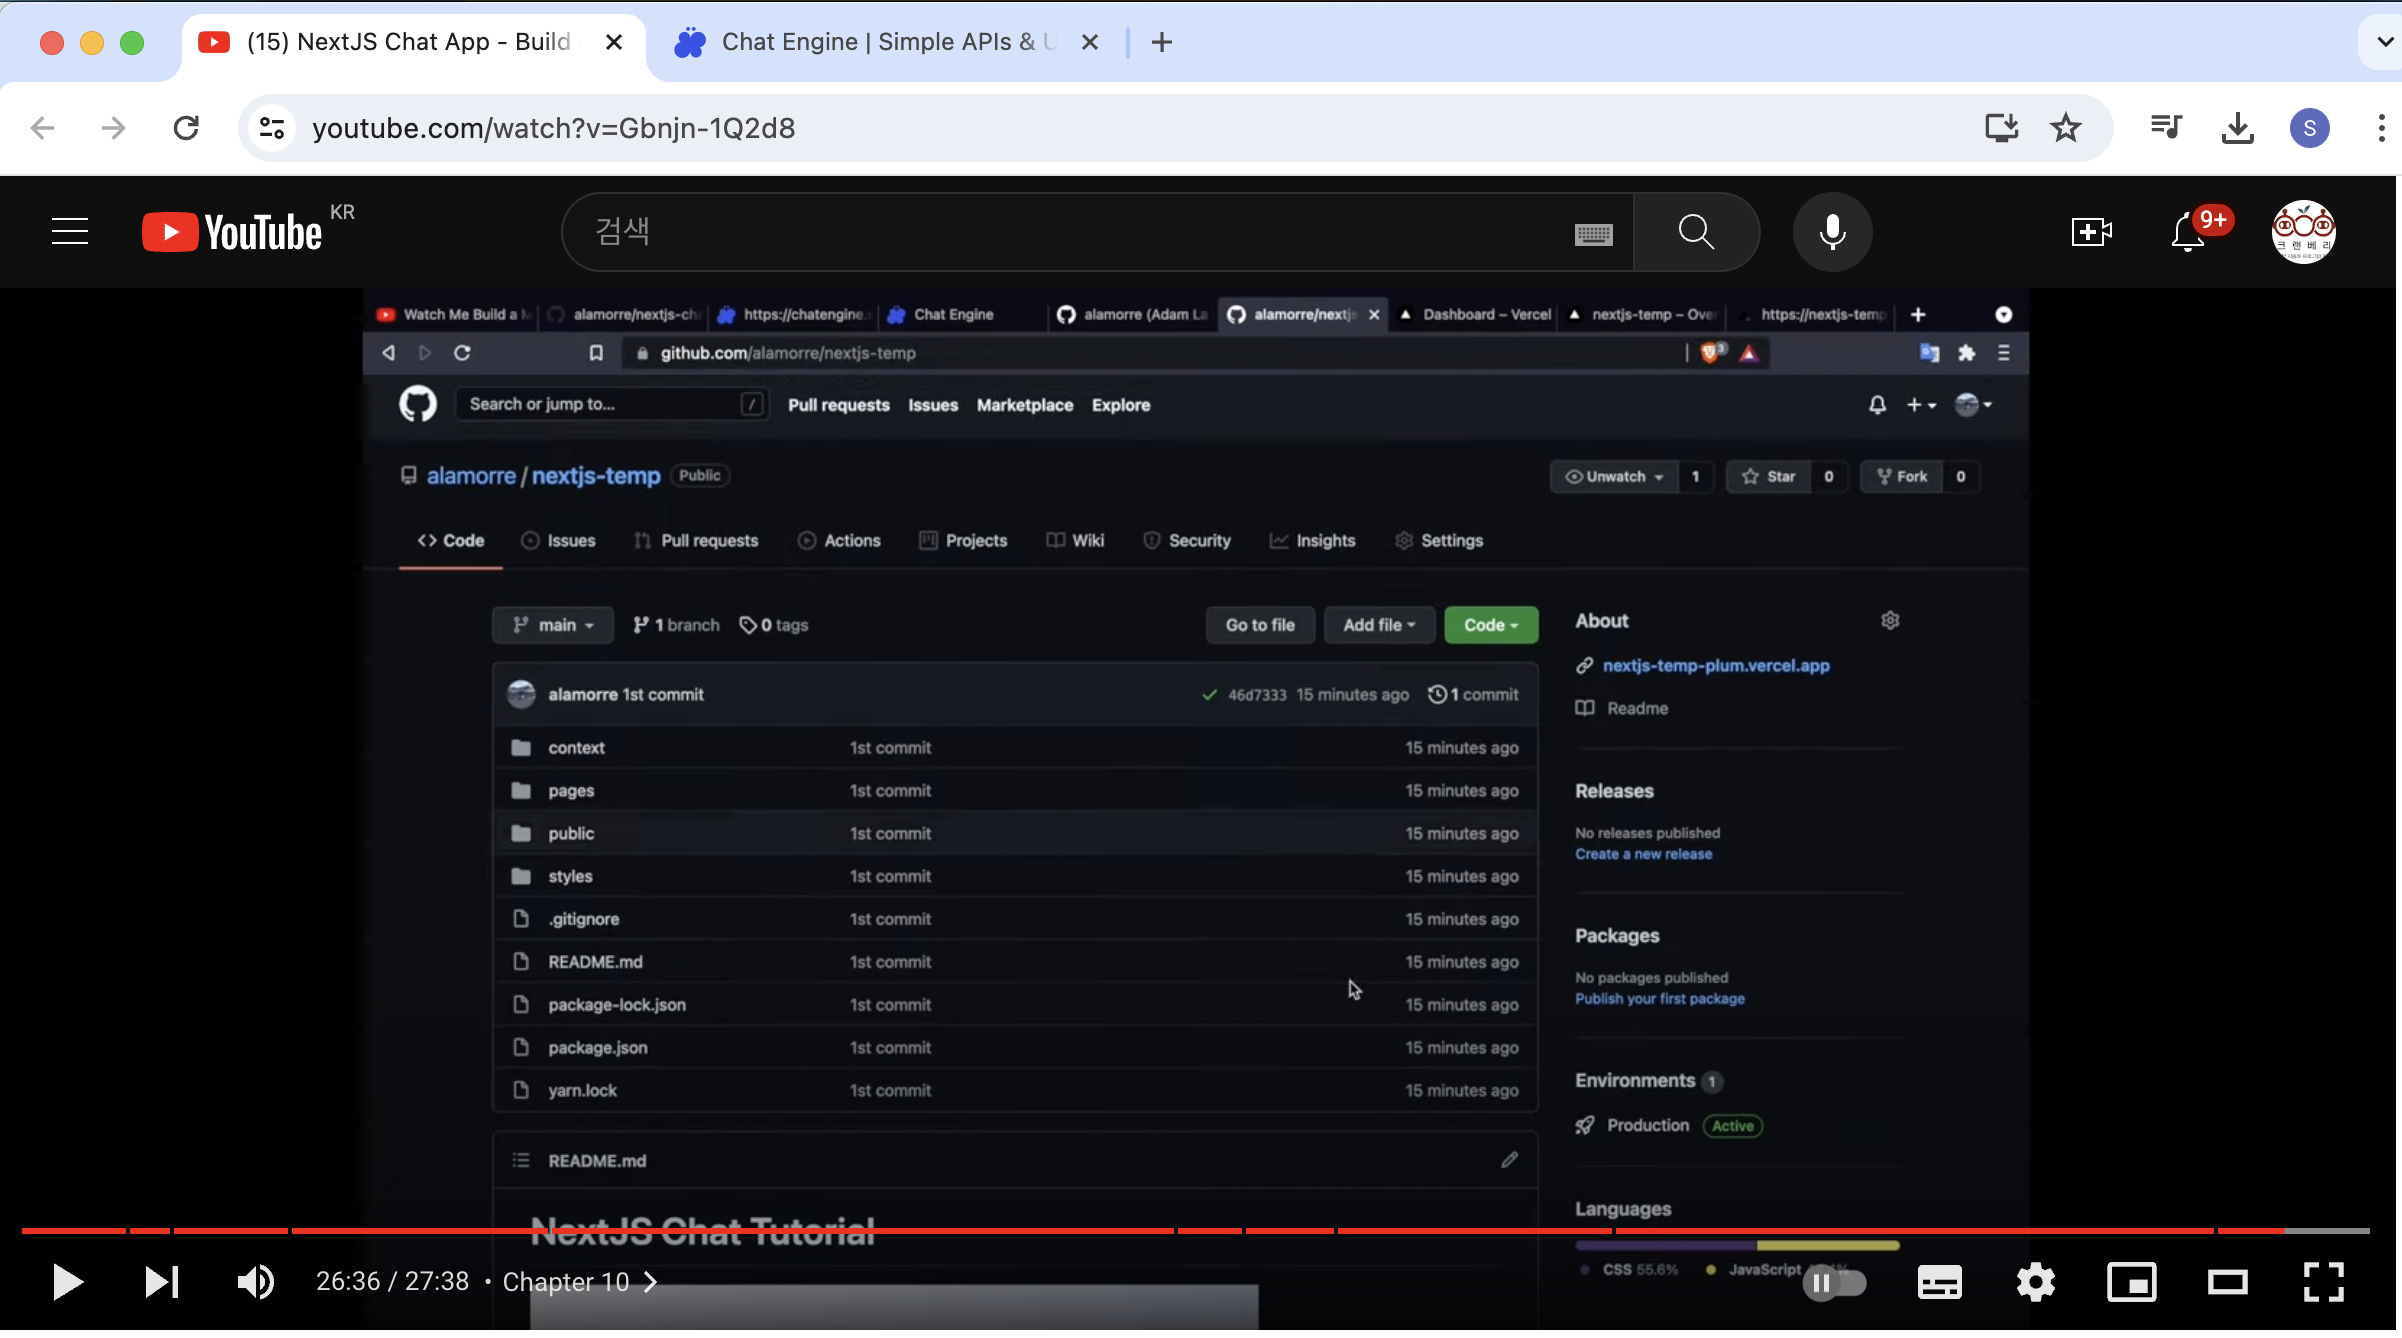 (15) NextJS Chat App - Build
Chat Engine | Simple APIs & U
youtube.com/watch?v=Gbnjn-1Q2d8
S
YouTube KR
검색
9+
크랜베리
Watch Me Build a
alamorre/nextjs-ch
https://chatengine.
Chat Engine
alamorre (Adam La
alamorre/nextjs
Dashboard – Vercel
nextjs-temp – Over
https://nextjs-temp
github.com/alamorre/nextjs-temp
3
Search or jump to... /
Pull requests Issues Marketplace Explore
alamorre / nextjs-temp Public
Unwatch 1 Star 0 Fork 0
Code Issues Pull requests Actions Projects Wiki Security Insights Settings
main 1 branch 0 tags
Go to file Add file Code
alamorre 1st commit 46d7333 15 minutes ago 1 commit
context 1st commit 15 minutes ago
pages 1st commit 15 minutes ago
public 1st commit 15 minutes ago
styles 1st commit 15 minutes ago
.gitignore 1st commit 15 minutes ago
README.md 1st commit 15 minutes ago
package-lock.json 1st commit 15 minutes ago
package.json 1st commit 15 minutes ago
yarn.lock 1st commit 15 minutes ago
README.md
NextJS Chat Tutorial
About
nextjs-temp-plum.vercel.app
Readme
Releases
No releases published
Create a new release
Packages
No packages published
Publish your first package
Environments 1
Production Active
Languages
CSS 55.6% JavaScript
26:36 / 27:38 • Chapter 10